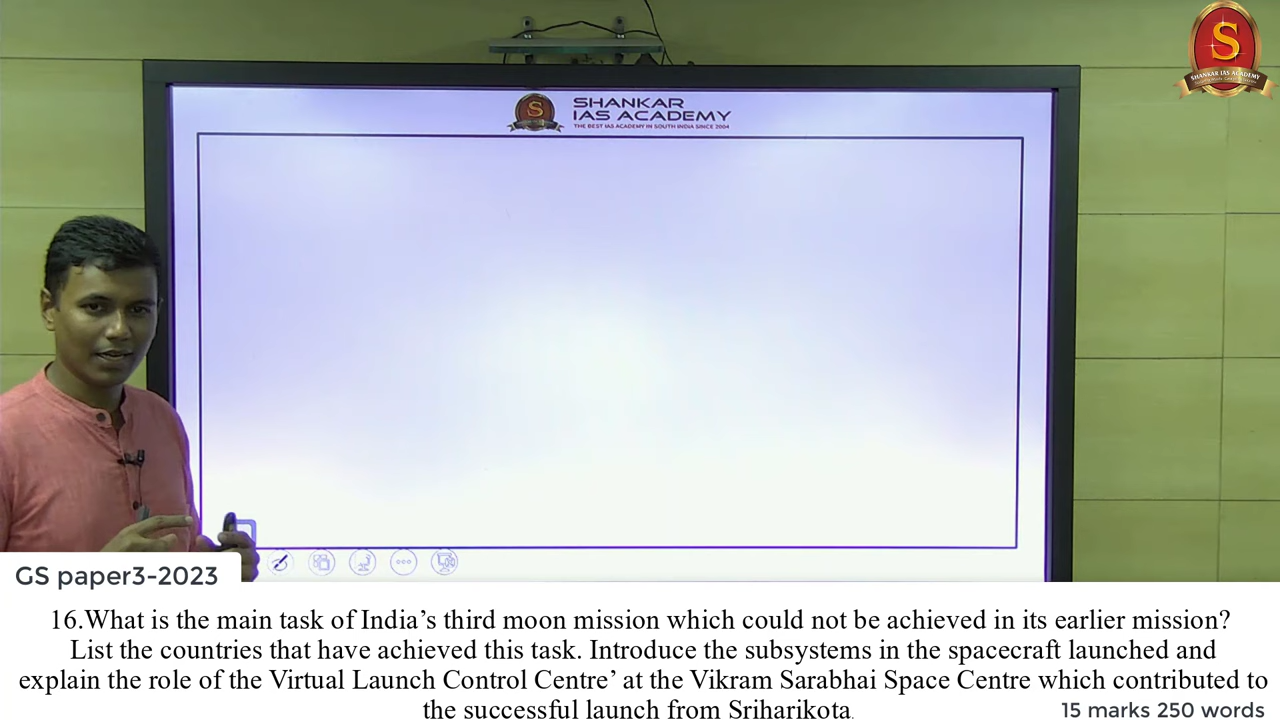 SHANKAR
IAS ACADEMY
THE BEST IAS ACADEMY IN SOUTH INDIA SINCE 2004
S
SHANKAR IAS ACADEMY
GS paper3-2023
16.What is the main task of India’s third moon mission which could not be achieved in its earlier mission?
List the countries that have achieved this task. Introduce the subsystems in the spacecraft launched and
explain the role of the Virtual Launch Control Centre’ at the Vikram Sarabhai Space Centre which contributed to
the successful launch from Sriharikota.
15 marks 250 words